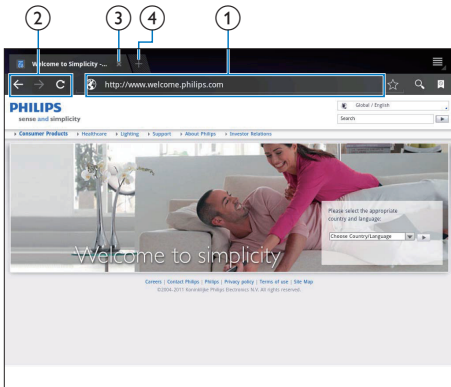 2 3 4 1
Welcome to Simplicity -...
http://www.welcome.philips.com
PHILIPS
sense and simplicity
Global / English
Search
Consumer Products Healthcare Lighting Support About Philips Investor Relations
Please select the appropriate
country and language:
Choose Country/Language
Welcome to simplicity
Careers | Contact Philips | Philips | Privacy policy | Terms of use | Site Map
©2004-2011 Koninklijke Philips Electronics N.V. All rights reserved.